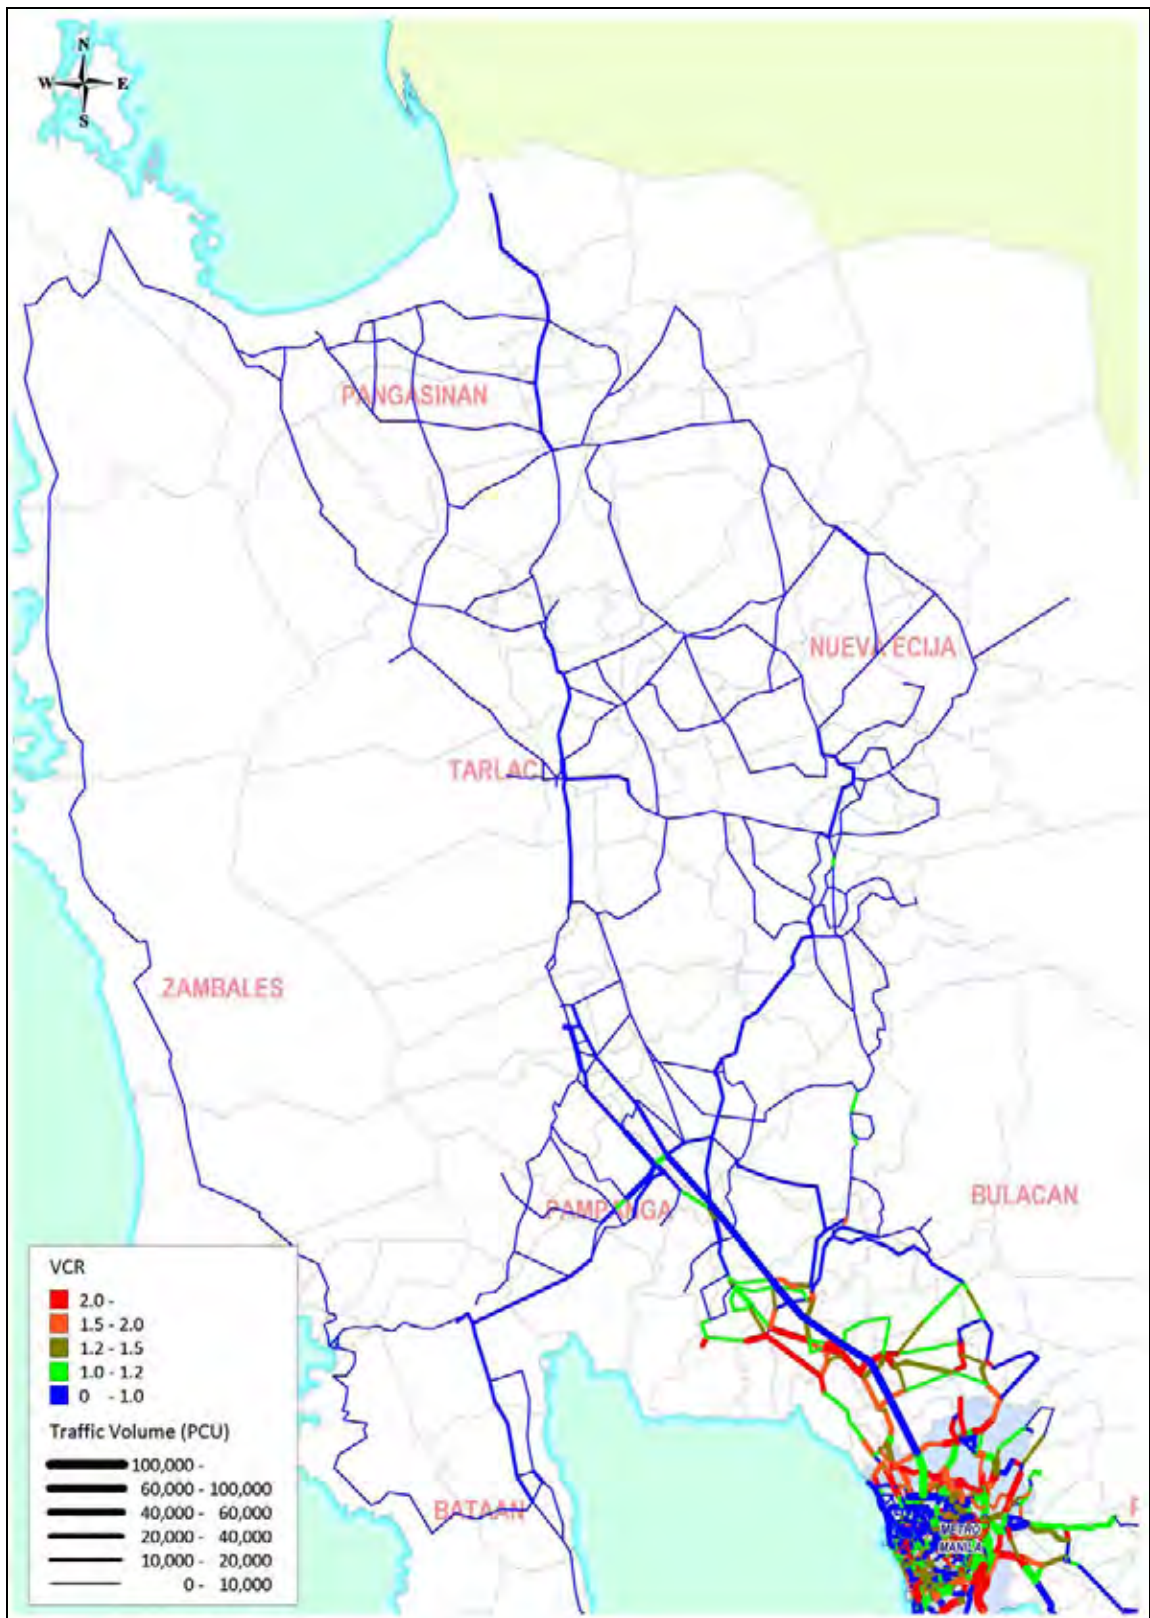 N
W E
S
PANGASINAN
NUEVA ECIJA
TARLAC
ZAMBALES
PAMPANGA
BULACAN
VCR
2.0 -
1.5 - 2.0
1.2 - 1.5
1.0 - 1.2
0 - 1.0
Traffic Volume (PCU)
100,000 -
60,000 - 100,000
40,000 - 60,000
20,000 - 40,000
10,000 - 20,000
0 - 10,000
BATAAN
METRO
MANILA